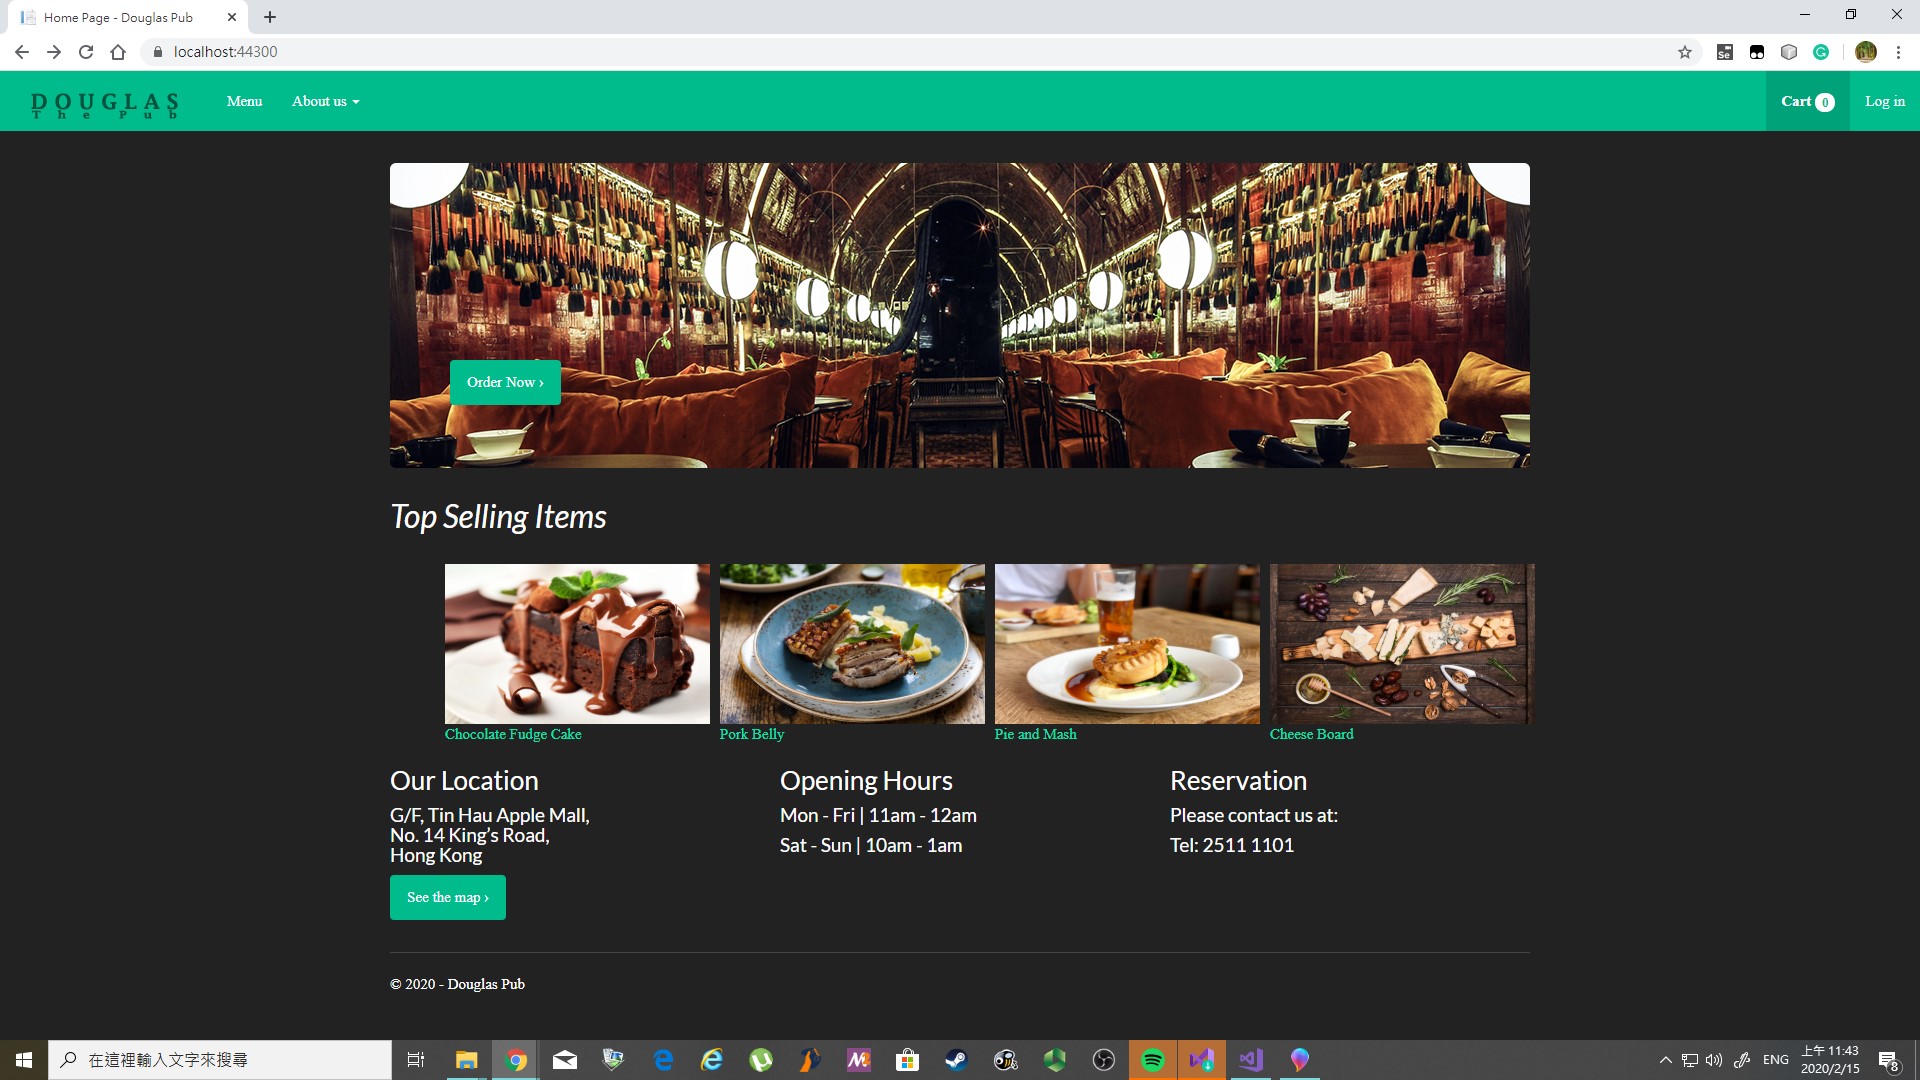 Home Page - Douglas Pub
localhost:44300
Se
DOUGLAS
The Pub
Menu
About us
Cart 0
Log in
Order Now ›
Top Selling Items
Chocolate Fudge Cake
Pork Belly
Pie and Mash
Cheese Board
Our Location
G/F, Tin Hau Apple Mall,
No. 14 King’s Road,
Hong Kong
See the map ›
Opening Hours
Mon - Fri | 11am - 12am
Sat - Sun | 10am - 1am
Reservation
Please contact us at:
Tel: 2511 1101
© 2020 - Douglas Pub
在這裡輸入文字來搜尋
ENG
上午 11:43
2020/2/15
8